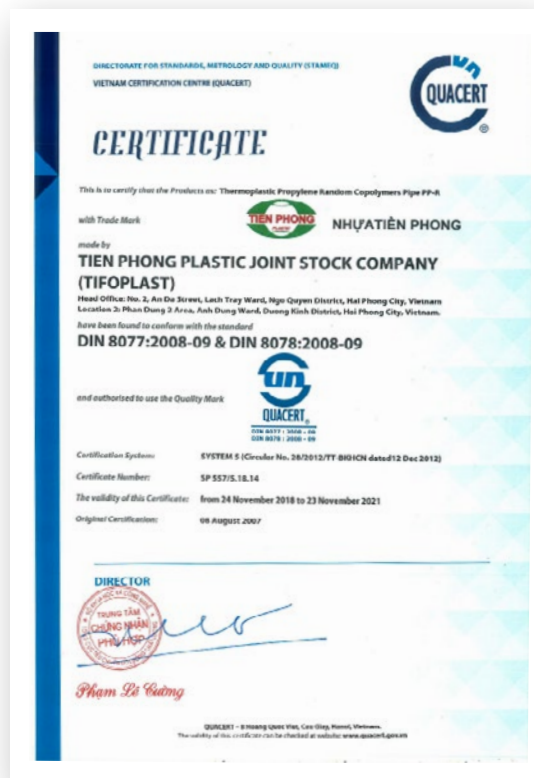 DIRECTORATE FOR STANDARDS, METROLOGY AND QUALITY (STAMEQ)
VIETNAM CERTIFICATION CENTRE (QUACERT)
QUACERT
®
CERTIFICATE
This is to certify that the Products as: Thermoplastic Propylene Random Copolymers Pipe PP-R
with Trade Mark
TIEN PHONG
PLASTIC
NHỰA TIỀN PHONG
made by
TIEN PHONG PLASTIC JOINT STOCK COMPANY
(TIFOPLAST)
Head Office: No. 2, An Da Street, Lach Tray Ward, Ngo Quyen District, Hai Phong City, Vietnam
Location 2: Phan Dung 2 Area, Anh Dung Ward, Duong Kinh District, Hai Phong City, Vietnam.
have been found to conform with the standard
DIN 8077:2008-09 & DIN 8078:2008-09
and authorised to use the Quality Mark
QUACERT®
DIN 8077 : 2008 - 09
DIN 8078 : 2008 - 09
Certification System: SYSTEM 5 (Circular No. 28/2012/TT-BKHCN dated 12 Dec 2012)
Certificate Number: SP 557/5.18.14
The validity of this Certificate: from 24 November 2018 to 23 November 2021
Original Certification: 08 August 2007
DIRECTOR
TRUNG TÂM
CHỨNG NHẬN
PHÙ HỢP
Phạm Lê Cường
QUACERT – 8 Hoang Quoc Viet, Cau Giay, Hanoi, Vietnam.
The validity of this certificate can be checked at website: www.quacert.gov.vn